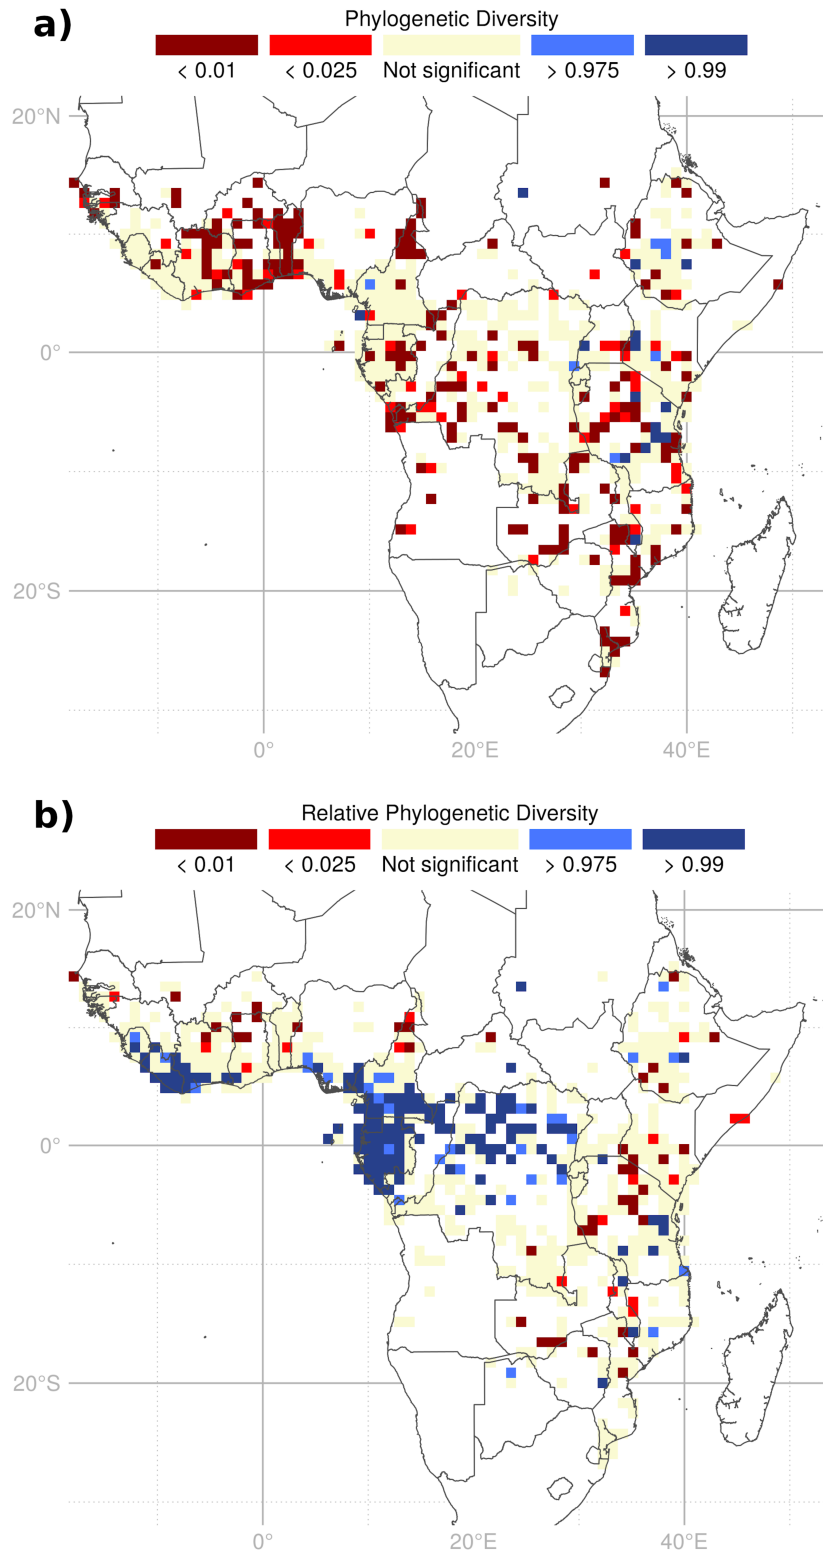 a)
Phylogenetic Diversity
< 0.01 < 0.025 Not significant > 0.975 > 0.99
20°N
0°
20°S
0° 20°E 40°E
b)
Relative Phylogenetic Diversity
< 0.01 < 0.025 Not significant > 0.975 > 0.99
20°N
0°
20°S
0° 20°E 40°E